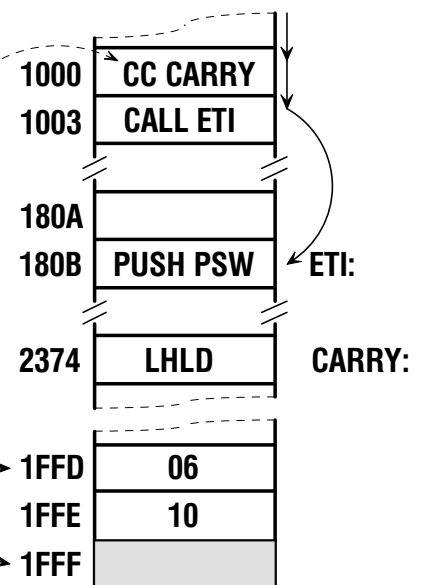 1000 CC CARRY
1003 CALL ETI
180A
180B PUSH PSW ETI:
2374 LHLD CARRY:
1FFD 06
1FFE 10
1FFF